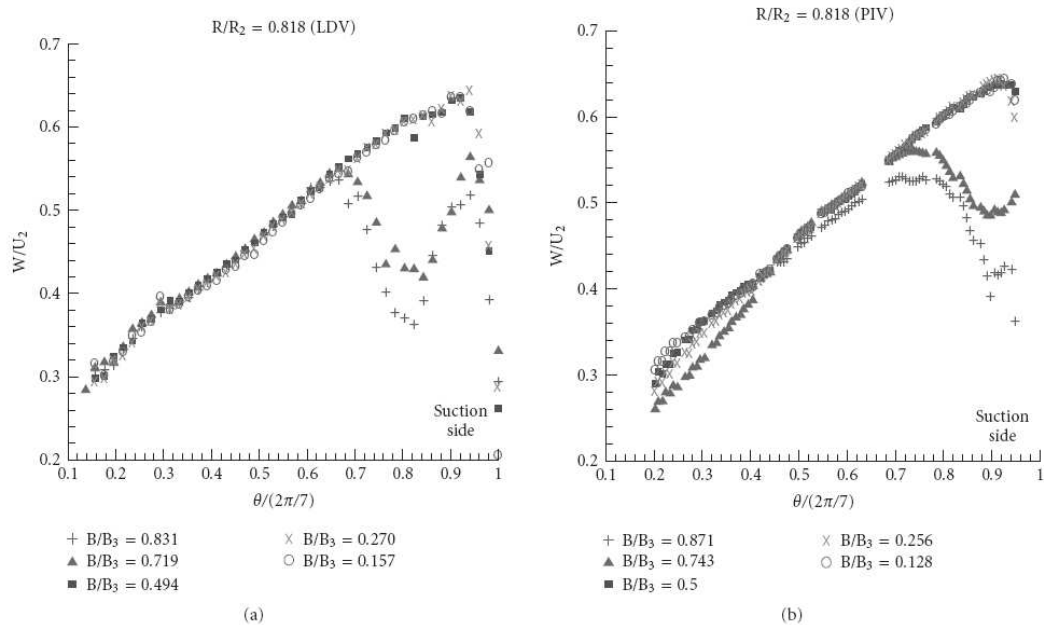 R/R2 = 0.818 (LDV)
0.7
0.6
0.5
0.4
0.3
0.2
W/U2
Suction
side
0.1 0.2 0.3 0.4 0.5 0.6 0.7 0.8 0.9 1
θ/(2π/7)
B/B3 = 0.831
B/B3 = 0.719
B/B3 = 0.494
B/B3 = 0.270
B/B3 = 0.157
(a)
R/R2 = 0.818 (PIV)
0.7
0.6
0.5
0.4
0.3
0.2
W/U2
Suction
side
0.1 0.2 0.3 0.4 0.5 0.6 0.7 0.8 0.9 1
θ/(2π/7)
B/B3 = 0.871
B/B3 = 0.743
B/B3 = 0.5
B/B3 = 0.256
B/B3 = 0.128
(b)